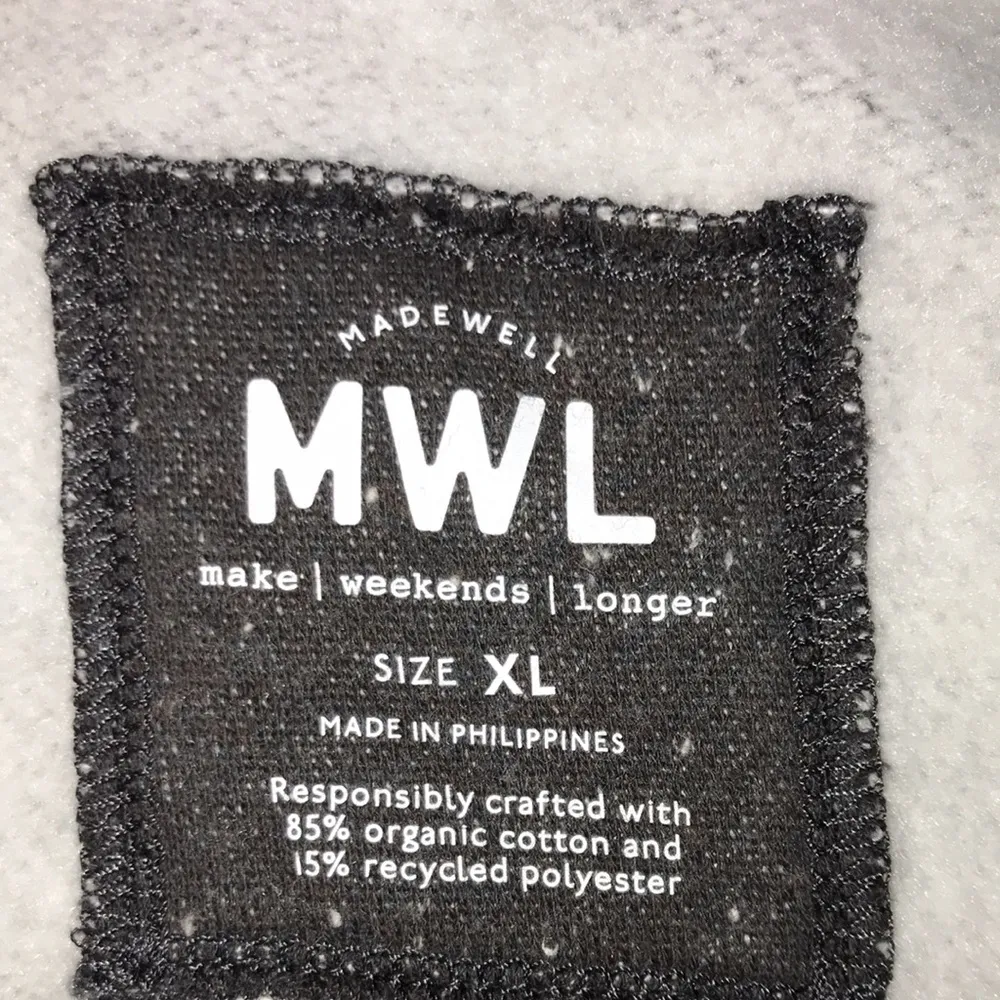 MADEWELL
MWL
make | weekends | longer
SIZE XL
MADE IN PHILIPPINES
Responsibly crafted with
85% organic cotton and
15% recycled polyester